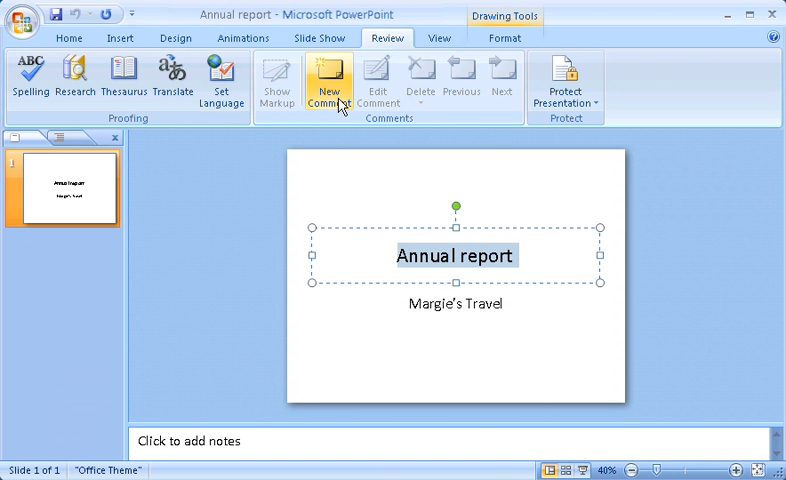 Annual report - Microsoft PowerPoint
Drawing Tools
Home Insert Design Animations Slide Show Review View Format
ABC
Spelling Research Thesaurus Translate Set Language
Proofing
Show Markup New Comment Edit Comment Delete Previous Next
Comments
Protect Presentation
Protect
1
Annual report
Margie's Travel
Annual report
Margie's Travel
Click to add notes
Slide 1 of 1 "Office Theme" 40%